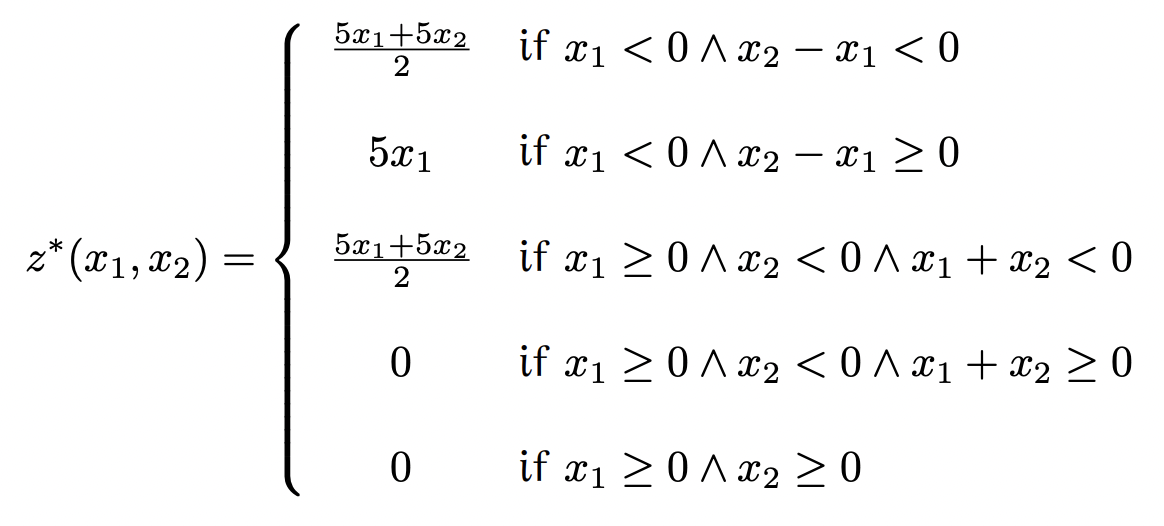 (5x₁+5x₂)/2 if x₁ < 0 ∧ x₂ − x₁ < 0
5x₁ if x₁ < 0 ∧ x₂ − x₁ ≥ 0
z*(x₁, x₂) = { (5x₁+5x₂)/2 if x₁ ≥ 0 ∧ x₂ < 0 ∧ x₁ + x₂ < 0
0 if x₁ ≥ 0 ∧ x₂ < 0 ∧ x₁ + x₂ ≥ 0
0 if x₁ ≥ 0 ∧ x₂ ≥ 0